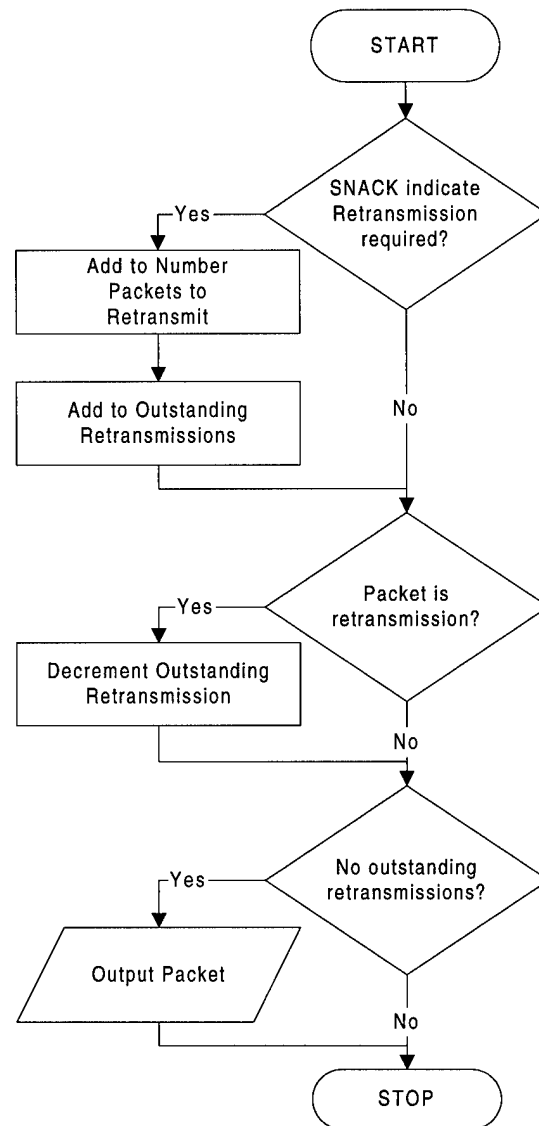 START
SNACK indicate
Retransmission
required?
Yes
Add to Number
Packets to
Retransmit
Add to Outstanding
Retransmissions
No
Packet is
retransmission?
Yes
Decrement Outstanding
Retransmission
No
No outstanding
retransmissions?
Yes
Output Packet
No
STOP